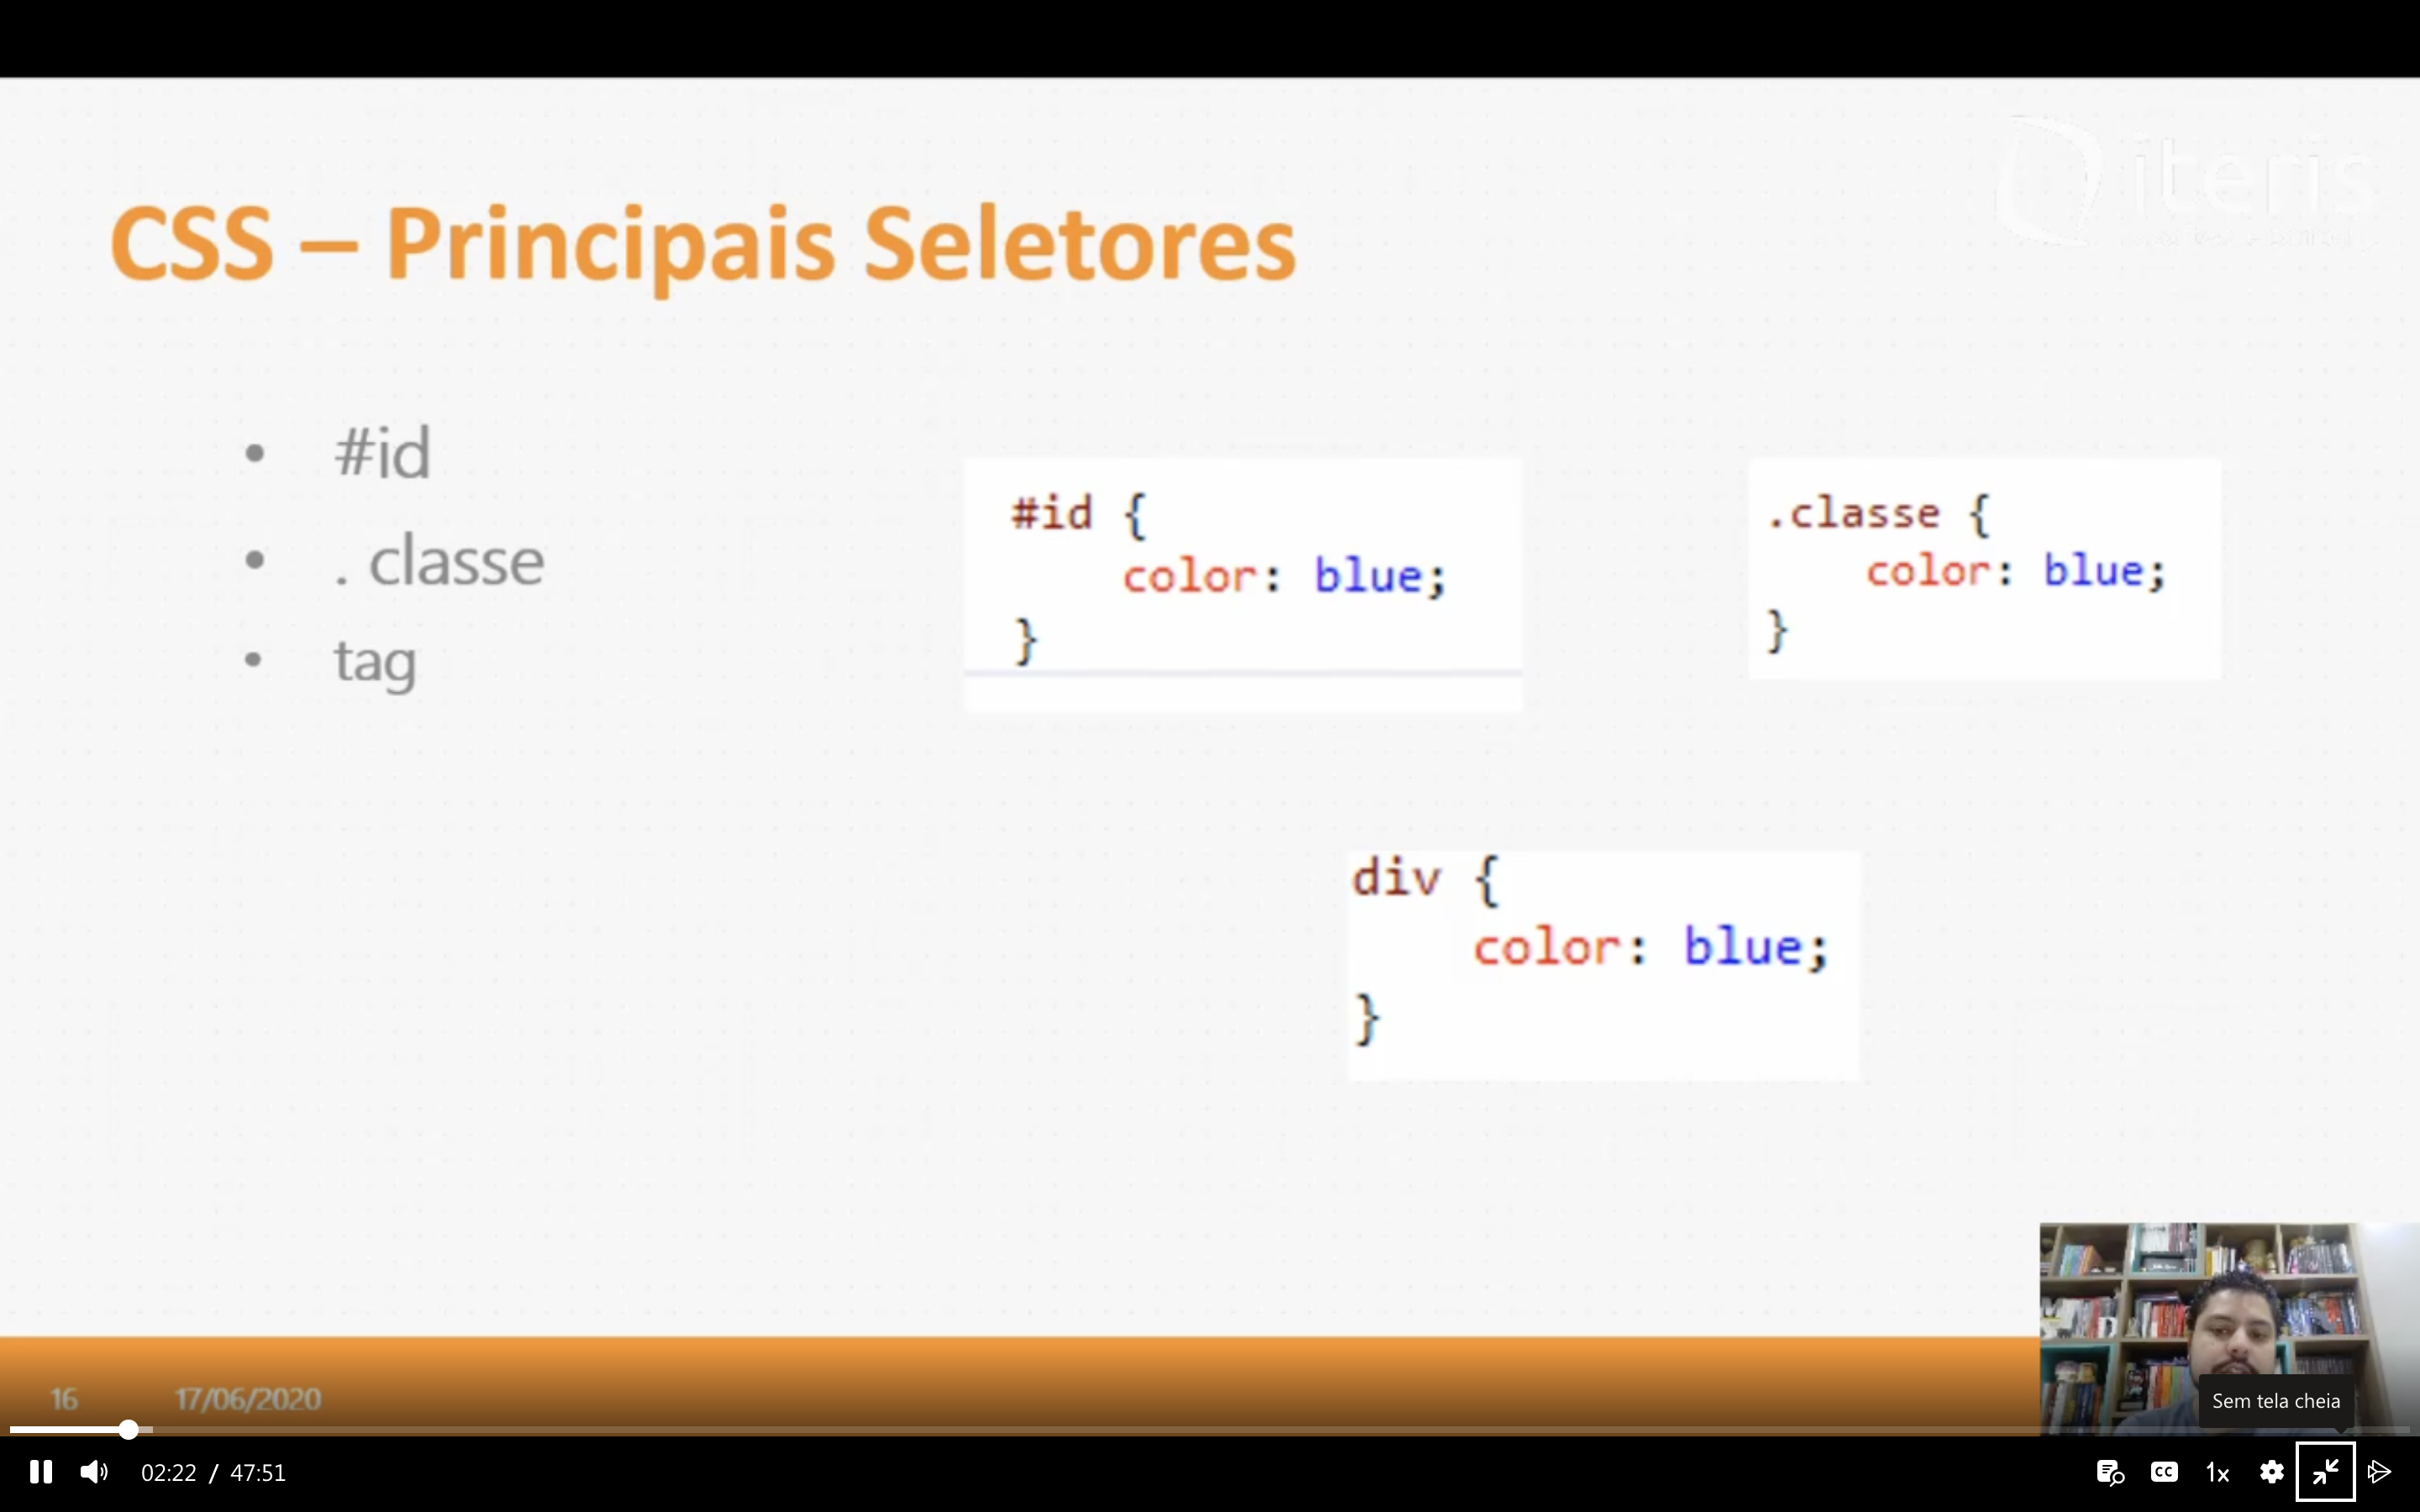 iteris
CSS – Principais Seletores
• #id
• . classe
• tag
#id {
color: blue;
}
.classe {
color: blue;
}
div {
color: blue;
}
16 17/06/2020
Sem tela cheia
02:22 / 47:51
CC
1x